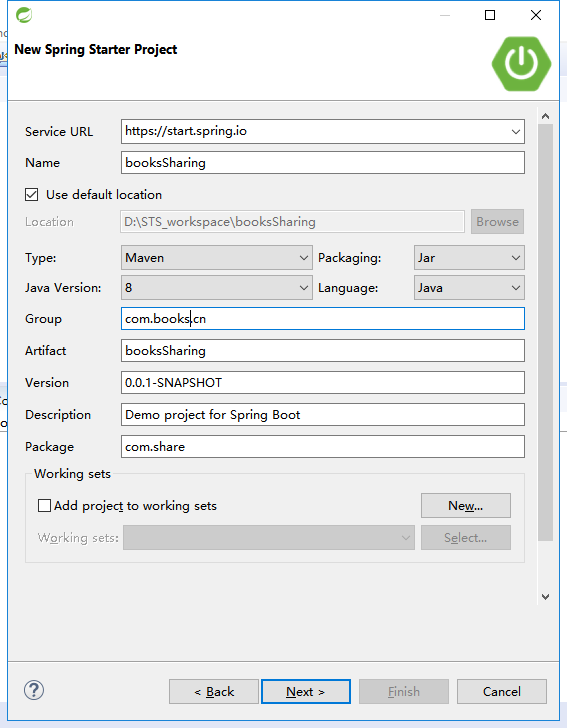 New Spring Starter Project
Service URL https://start.spring.io
Name booksSharing
Use default location
Location D:\STS_workspace\booksSharing Browse
Type: Maven Packaging: Jar
Java Version: 8 Language: Java
Group com.books.cn
Artifact booksSharing
Version 0.0.1-SNAPSHOT
Description Demo project for Spring Boot
Package com.share
Working sets
Add project to working sets New...
Working sets: Select...
? < Back Next > Finish Cancel